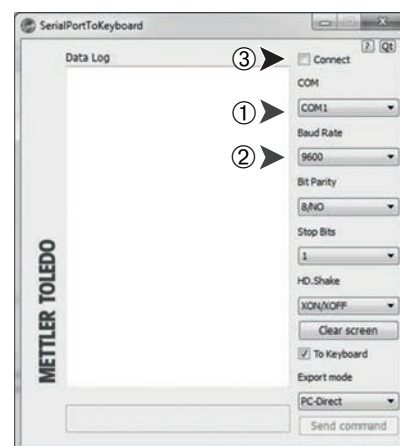 SerialPortToKeyboard
? Qt
Data Log
③ Connect
COM
① COM1
Baud Rate
② 9600
Bit Parity
8/NO
Stop Bits
1
HD.Shake
XON/XOFF
Clear screen
To Keyboard
Export mode
PC-Direct
Send command
METTLER TOLEDO